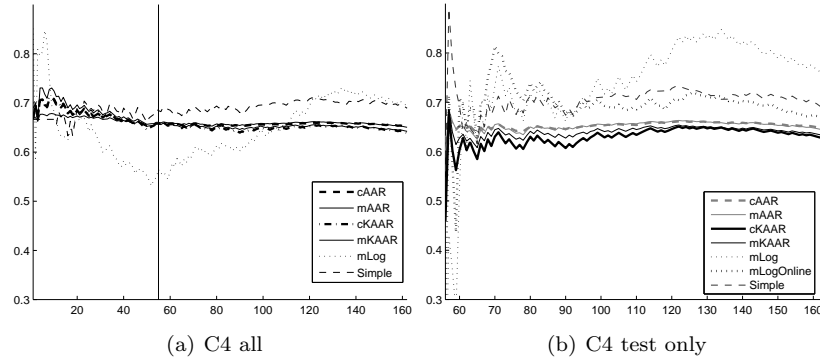 0.9
0.8
0.7
0.6
0.5
0.4
0.3
20 40 60 80 100 120 140 160
cAAR
mAAR
cKAAR
mKAAR
mLog
Simple
(a) C4 all
0.8
0.7
0.6
0.5
0.4
0.3
60 70 80 90 100 110 120 130 140 150 160
cAAR
mAAR
cKAAR
mKAAR
mLog
mLogOnline
Simple
(b) C4 test only